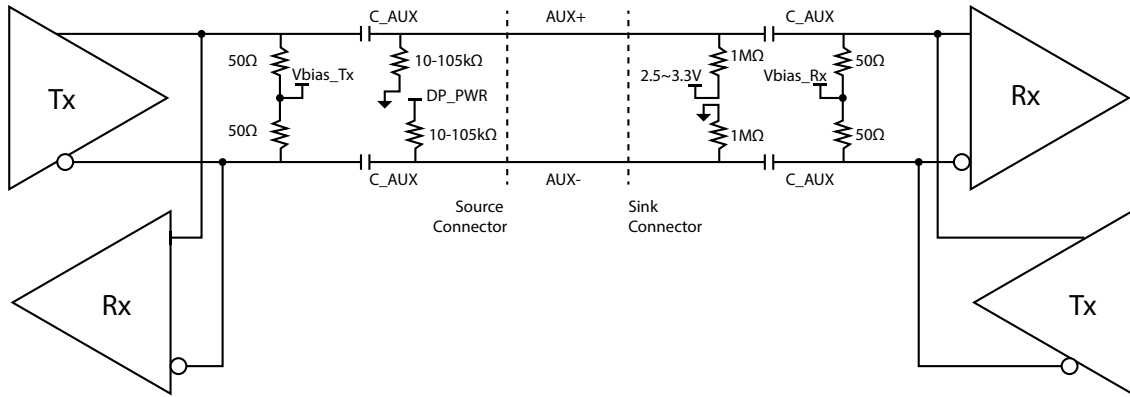 C_AUX
AUX+
C_AUX
50Ω
Vbias_Tx
10-105kΩ
1MΩ
2.5~3.3V
Vbias_Rx
50Ω
Tx
DP_PWR
Rx
50Ω
10-105kΩ
1MΩ
50Ω
C_AUX
AUX-
C_AUX
Source
Connector
Sink
Connector
Rx
Tx